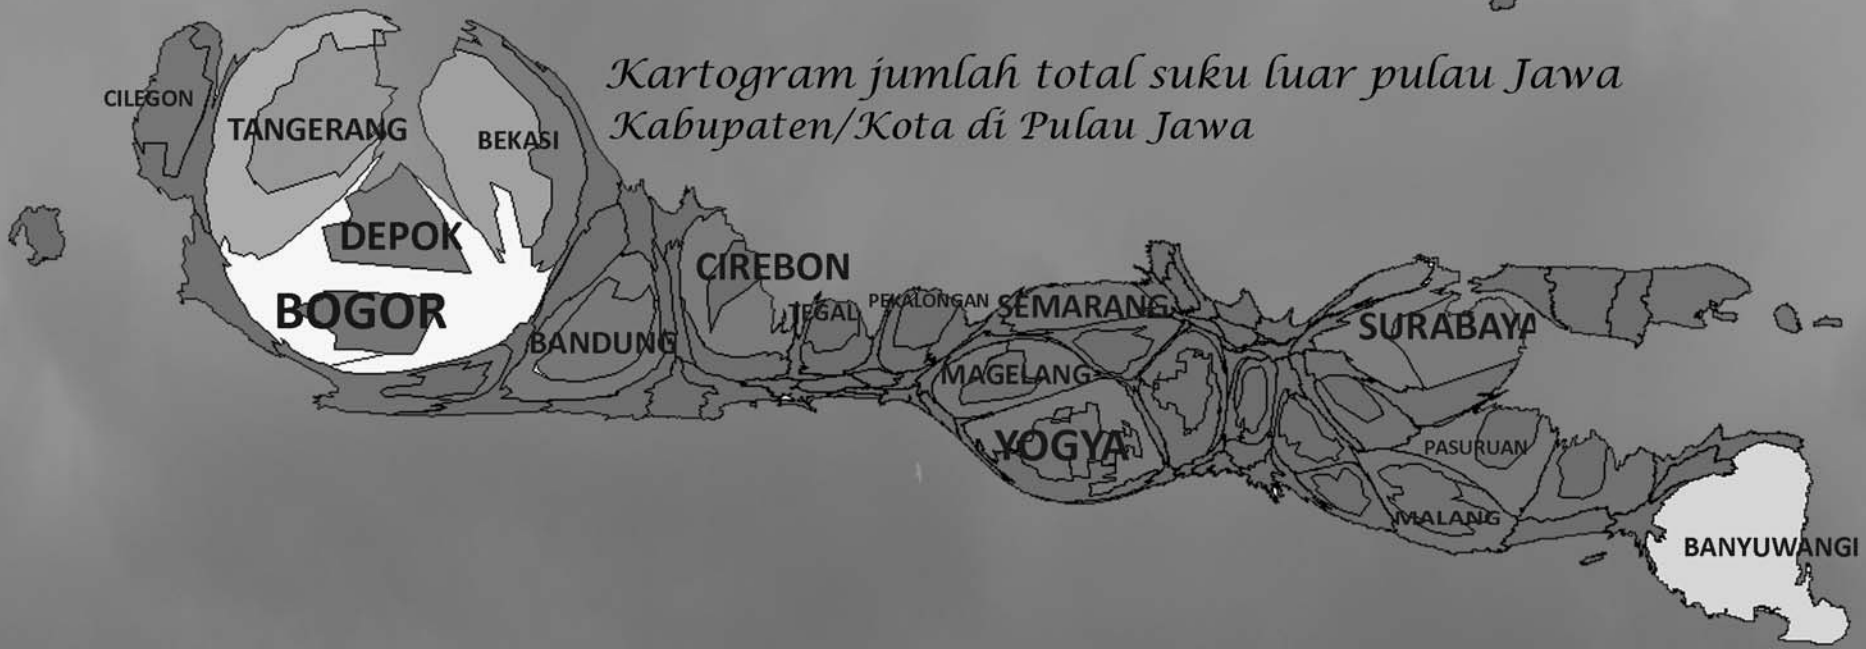 Kartogram jumlah total suku luar pulau Jawa
Kabupaten/Kota di Pulau Jawa
CILEGON
TANGERANG
BEKASI
DEPOK
BOGOR
BANDUNG
CIREBON
TEGAL
PEKALONGAN
SEMARANG
MAGELANG
YOGYA
SURABAYA
PASURUAN
MALANG
BANYUWANGI